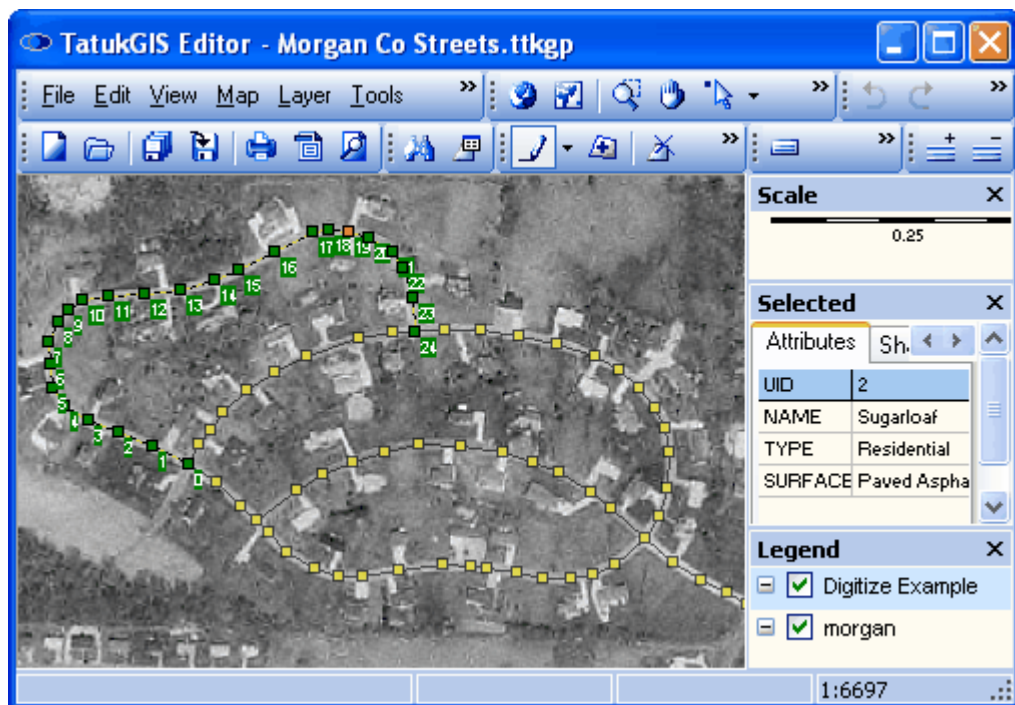 TatukGIS Editor - Morgan Co Streets.ttkgp
File Edit View Map Layer Tools
Scale
0.25
Selected
Attributes Sh
UID 2
NAME Sugarloaf
TYPE Residential
SURFACE Paved Aspha
Legend
Digitize Example
morgan
17 18 19
16
15
14
13
12
11
10
9
8
7
6
5
4
3
2
1
0
22
23
24
1:6697